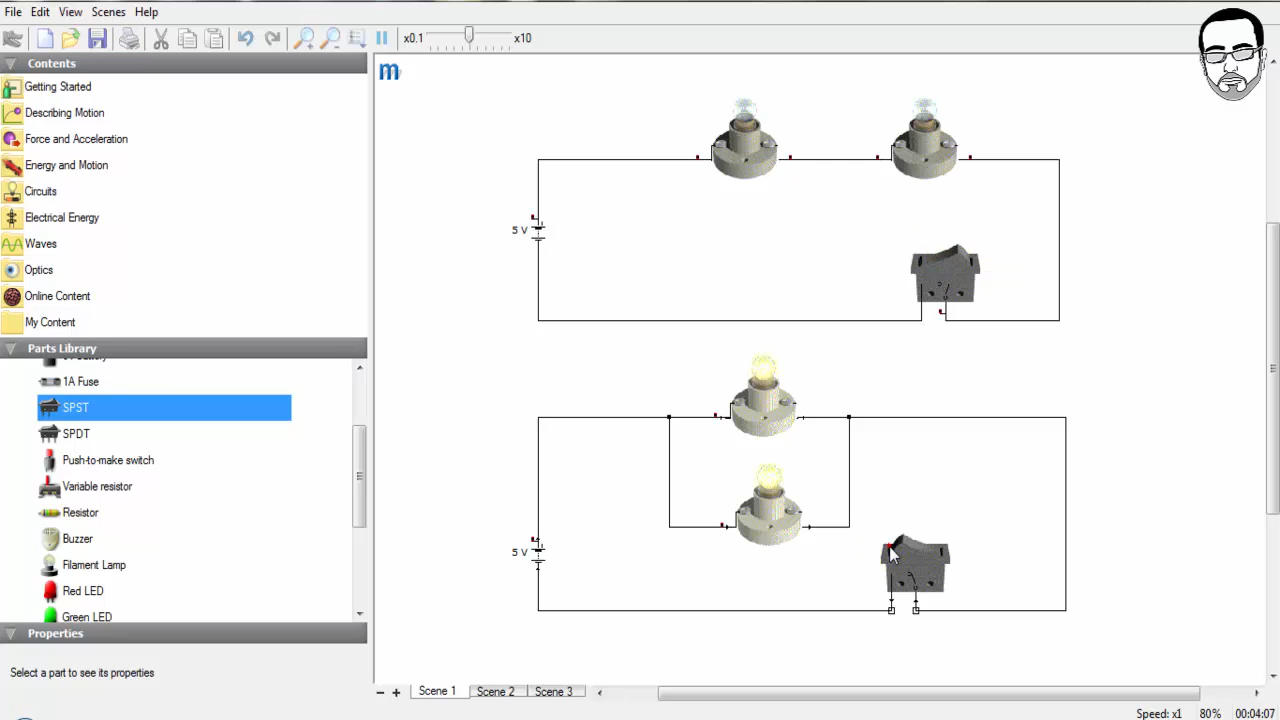 File Edit View Scenes Help
x0.1 x10
Contents
m
Getting Started
Describing Motion
Force and Acceleration
Energy and Motion
Circuits
Electrical Energy
Waves
Optics
Online Content
My Content
5 V
Parts Library
1A Fuse
SPST
SPDT
Push-to-make switch
Variable resistor
Resistor
Buzzer
Filament Lamp
Red LED
Green LED
5 V
Properties
Select a part to see its properties
Scene 1 Scene 2 Scene 3
Speed: x1 80% 00:04:07